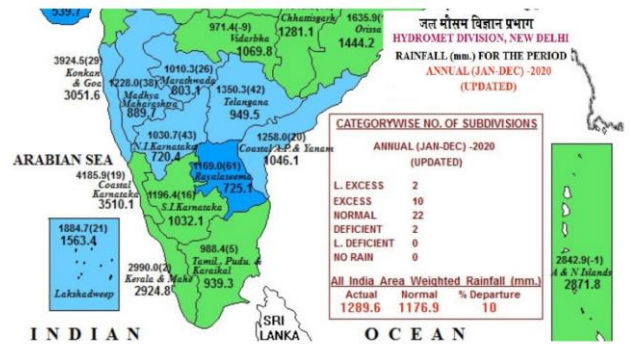 539.7
971.4(-9)
Vidarbha
1069.8
Chhattisgarh
1281.1
1635.9(
Orissa
1444.2
जल मौसम विज्ञान प्रभाग
HYDROMET DIVISION, NEW DELHI
RAINFALL (mm.) FOR THE PERIOD
ANNUAL (JAN-DEC) -2020
(UPDATED)
3924.5(29)
Konkan
& Goa
3051.6
1228.0(38)
Madhya
Maharashtra
889.7
1010.3(26)
Marathwada
803.1
1350.3(42)
Telangana
949.5
1030.7(43)
N.I.Karnataka
720.4
1258.0(20)
Coastal A.P.& Yanam
1046.1
1169.0(61)
Rayalaseema
725.1
ARABIAN SEA
4185.9(19)
Coastal
Karnataka
3510.1
1196.4(16)
S.I.Karnataka
1032.1
1884.7(21)
1563.4
Lakshadweep
988.4(5)
Tamil, Pudu. &
Karaikal
939.3
2990.0(2)
Kerala & Mahe
2924.8
CATEGORYWISE NO. OF SUBDIVISIONS
ANNUAL (JAN-DEC) -2020
(UPDATED)
L. EXCESS 2
EXCESS 10
NORMAL 22
DEFICIENT 2
L. DEFICIENT 0
NO RAIN 0
All India Area Weighted Rainfall (mm.)
Actual Normal % Departure
1289.6 1176.9 10
2842.9(-1)
A & N Islands
2871.8
SRI
LANKA
INDIAN OCEAN